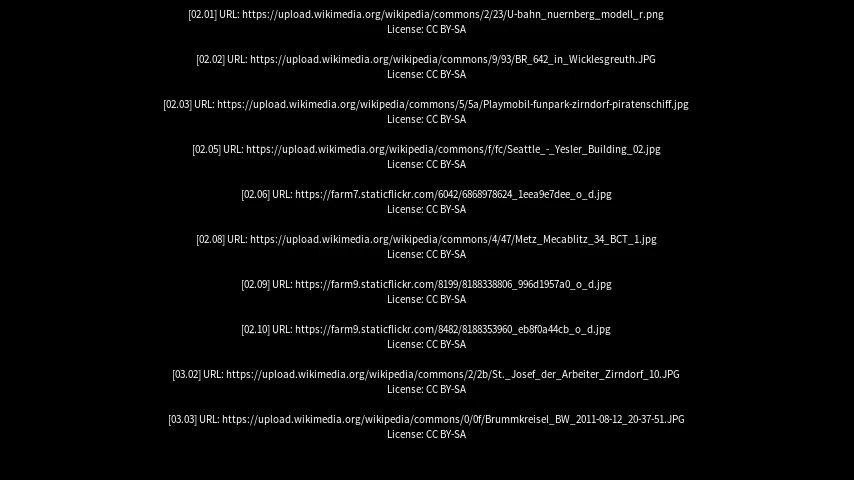 [02.01] URL: https://upload.wikimedia.org/wikipedia/commons/2/23/U-bahn_nuernberg_modell_r.png
License: CC BY-SA
[02.02] URL: https://upload.wikimedia.org/wikipedia/commons/9/93/BR_642_in_Wicklesgreuth.JPG
License: CC BY-SA
[02.03] URL: https://upload.wikimedia.org/wikipedia/commons/5/5a/Playmobil-funpark-zirndorf-piratenschiff.jpg
License: CC BY-SA
[02.05] URL: https://upload.wikimedia.org/wikipedia/commons/f/fc/Seattle_-_Yesler_Building_02.jpg
License: CC BY-SA
[02.06] URL: https://farm7.staticflickr.com/6042/6868978624_1eea9e7dee_o_d.jpg
License: CC BY-SA
[02.08] URL: https://upload.wikimedia.org/wikipedia/commons/4/47/Metz_Mecablitz_34_BCT_1.jpg
License: CC BY-SA
[02.09] URL: https://farm9.staticflickr.com/8199/8188338806_996d1957a0_o_d.jpg
License: CC BY-SA
[02.10] URL: https://farm9.staticflickr.com/8482/8188353960_eb8f0a44cb_o_d.jpg
License: CC BY-SA
[03.02] URL: https://upload.wikimedia.org/wikipedia/commons/2/2b/St._Josef_der_Arbeiter_Zirndorf_10.JPG
License: CC BY-SA
[03.03] URL: https://upload.wikimedia.org/wikipedia/commons/0/0f/Brummkreisel_BW_2011-08-12_20-37-51.JPG
License: CC BY-SA